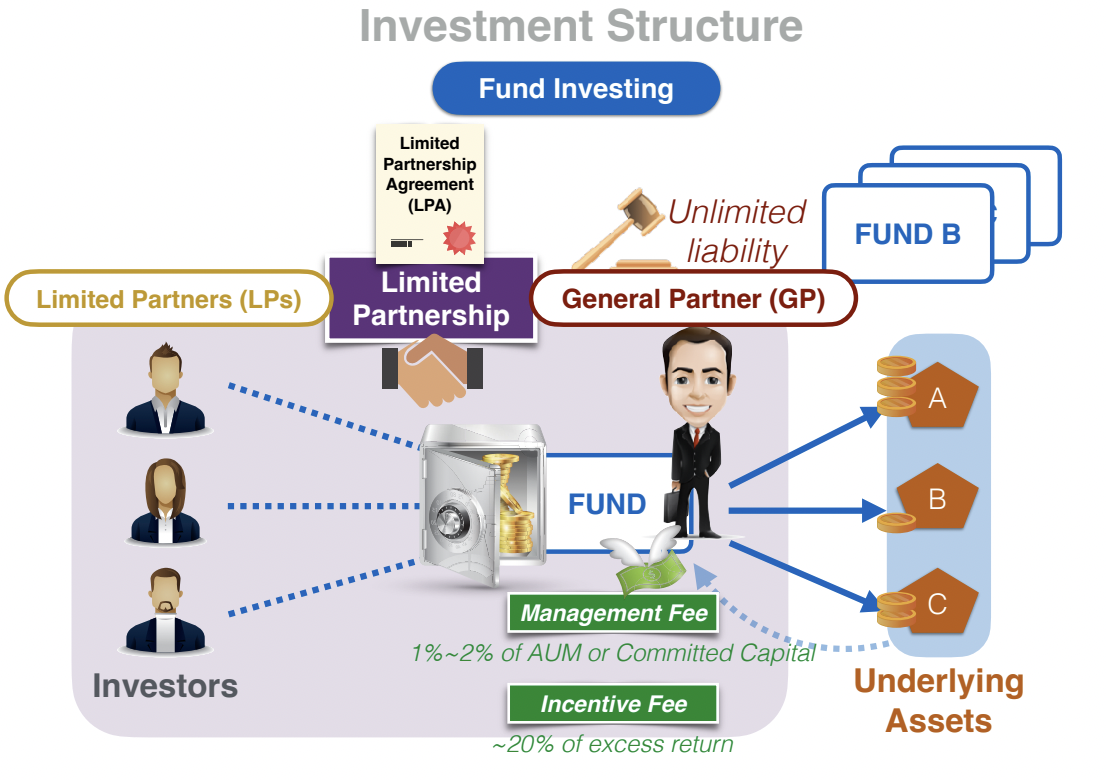 Investment Structure
Fund Investing
Limited
Partnership
Agreement
(LPA)
Unlimited
liability
FUND B
Limited Partners (LPs)
Limited
Partnership
General Partner (GP)
A
B
C
FUND
Management Fee
1%~2% of AUM or Committed Capital
Investors
Incentive Fee
~20% of excess return
Underlying
Assets